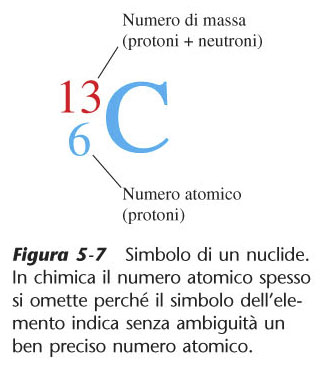 Numero di massa
(protoni + neutroni)
13
6
C
Numero atomico
(protoni)
Figura 5-7 Simbolo di un nuclide.
In chimica il numero atomico spesso
si omette perché il simbolo dell'ele-
mento indica senza ambiguità un
ben preciso numero atomico.